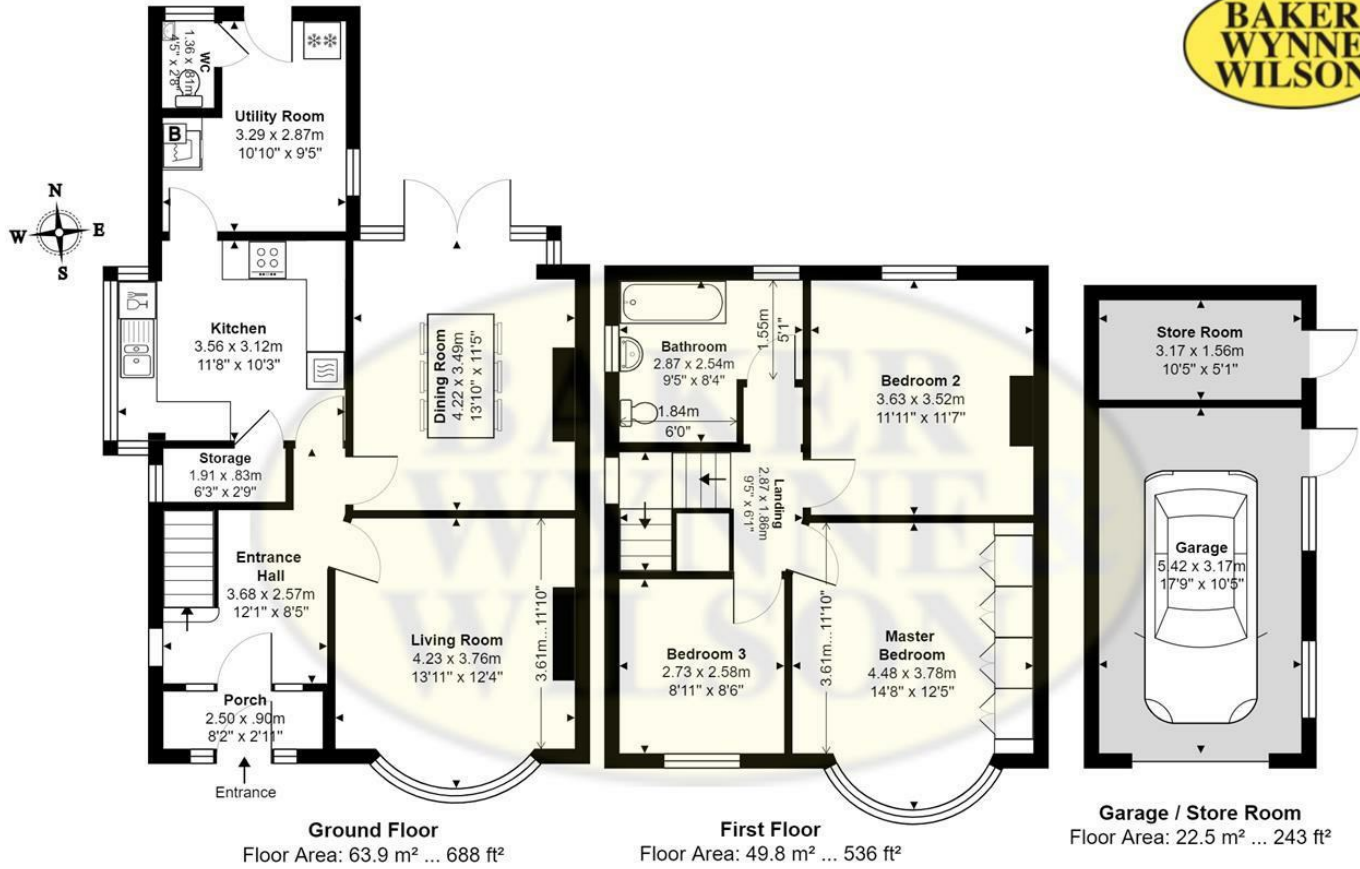 BAKER
WYNNE
WILSON
WC
1.36 x .81m
4'5" x 2'8"
Utility Room
3.29 x 2.87m
10'10" x 9'5"
B
N
W
E
S
Kitchen
3.56 x 3.12m
11'8" x 10'3"
Dining Room
4.22 x 3.49m
13'10" x 11'5"
Storage
1.91 x .83m
6'3" x 2'9"
Entrance
Hall
3.68 x 2.57m
12'1" x 8'5"
Living Room
4.23 x 3.76m
13'11" x 12'4"
3.61m...11'10"
Porch
2.50 x .90m
8'2" x 2'11"
Entrance
Ground Floor
Floor Area: 63.9 m² ... 688 ft²
Bathroom
2.87 x 2.54m
9'5" x 8'4"
1.55m
5'1"
1.84m
6'0"
Bedroom 2
3.63 x 3.52m
11'11" x 11'7"
Landing
2.87 x 1.86m
9'5" x 6'1"
Bedroom 3
2.73 x 2.58m
8'11" x 8'6"
3.61m...11'10"
Master
Bedroom
4.48 x 3.78m
14'8" x 12'5"
First Floor
Floor Area: 49.8 m² ... 536 ft²
Store Room
3.17 x 1.56m
10'5" x 5'1"
Garage
5.42 x 3.17m
17'9" x 10'5"
Garage / Store Room
Floor Area: 22.5 m² ... 243 ft²
BAKER
WYNNE &
WILSON